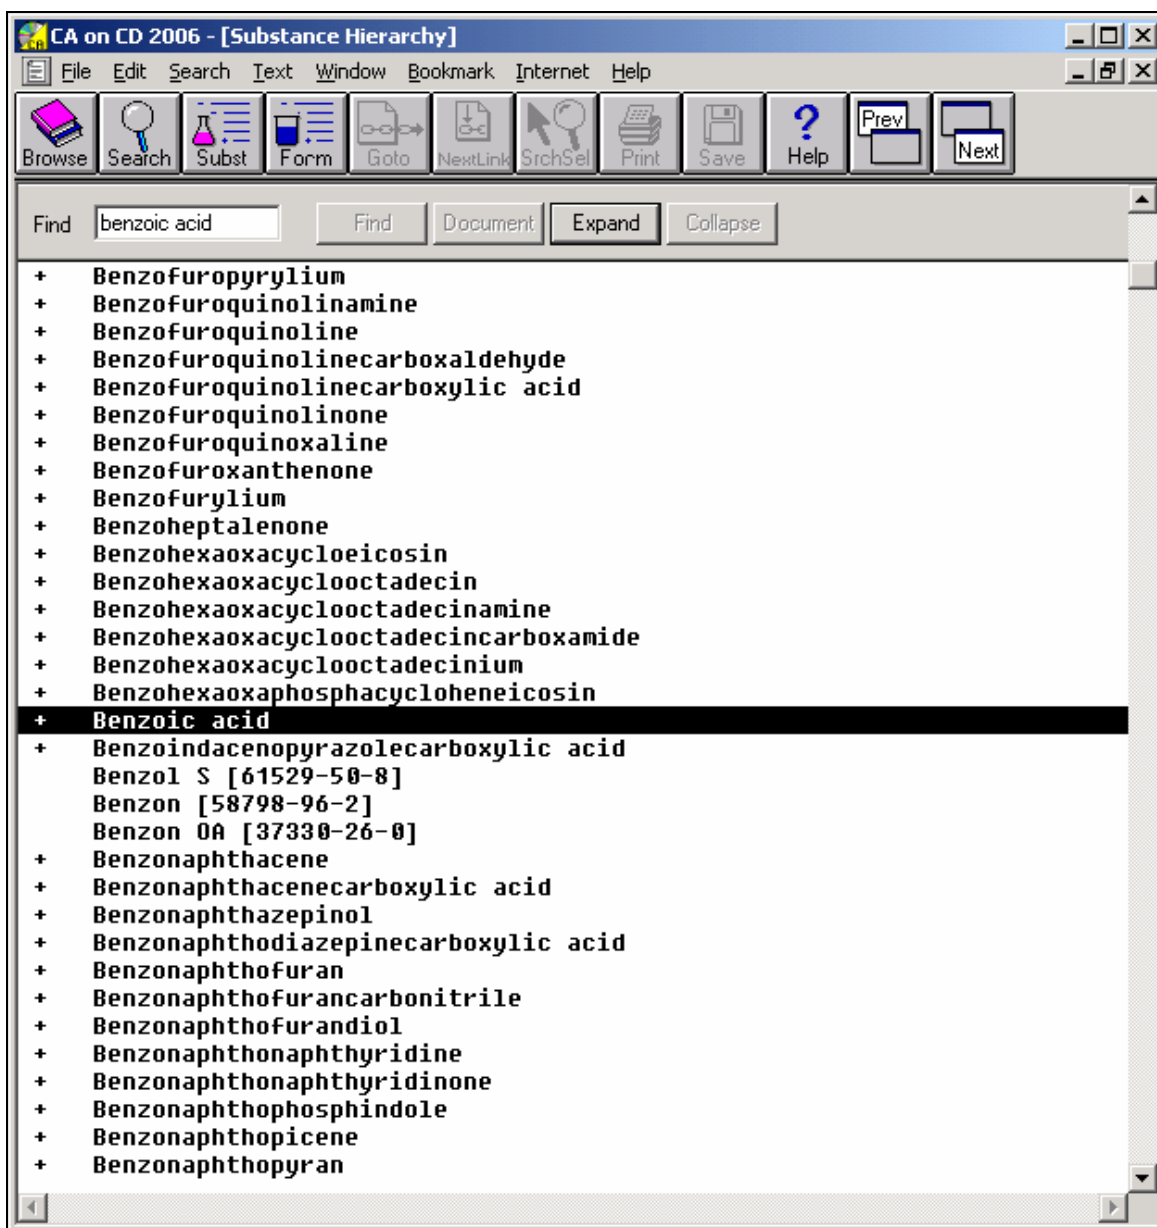 CA on CD 2006 - [Substance Hierarchy]
File Edit Search Text Window Bookmark Internet Help
Browse Search Subst Form Goto NextLink SrchSel Print Save Help Prev Next
Find benzoic acid Find Document Expand Collapse
+ Benzofuropyrylium
+ Benzofuroquinolinamine
+ Benzofuroquinoline
+ Benzofuroquinolinecarboxaldehyde
+ Benzofuroquinolinecarboxylic acid
+ Benzofuroquinolinone
+ Benzofuroquinoxaline
+ Benzofuroxanthenone
+ Benzofurylium
+ Benzoheptalenone
+ Benzohexaoxacycloeicosin
+ Benzohexaoxacyclooctadecin
+ Benzohexaoxacyclooctadecinamine
+ Benzohexaoxacyclooctadecincarboxamide
+ Benzohexaoxacyclooctadecinium
+ Benzohexaoxaphosphacycloheneicosin
+ Benzoic acid
+ Benzoindacenopyrazolecarboxylic acid
Benzol S [61529-50-8]
Benzon [58798-96-2]
Benzon OA [37330-26-0]
+ Benzonaphthacene
+ Benzonaphthacenecarboxylic acid
+ Benzonaphthazepinol
+ Benzonaphthodiazepinecarboxylic acid
+ Benzonaphthofuran
+ Benzonaphthofurancarbonitrile
+ Benzonaphthofurandiol
+ Benzonaphthonaphthyridine
+ Benzonaphthonaphthyridinone
+ Benzonaphthophosphindole
+ Benzonaphthopicene
+ Benzonaphthopyran